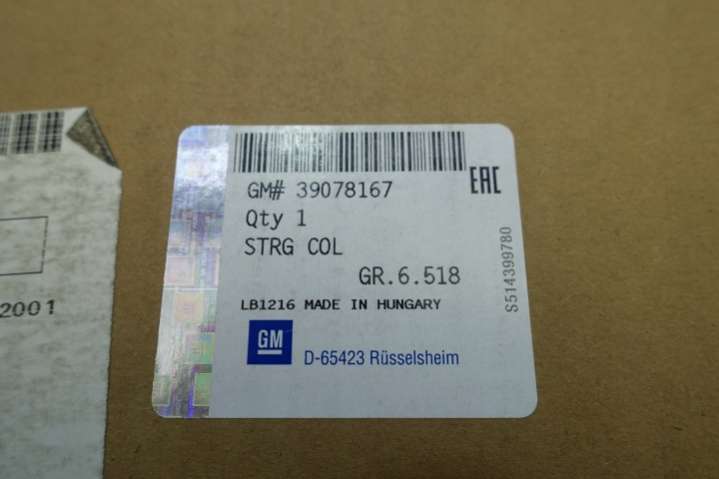 GM# 39078167
EAC
Qty 1
STRG COL
GR.6.518
LB1216 MADE IN HUNGARY
GM
D-65423 Rüsselsheim
S514399780
2001